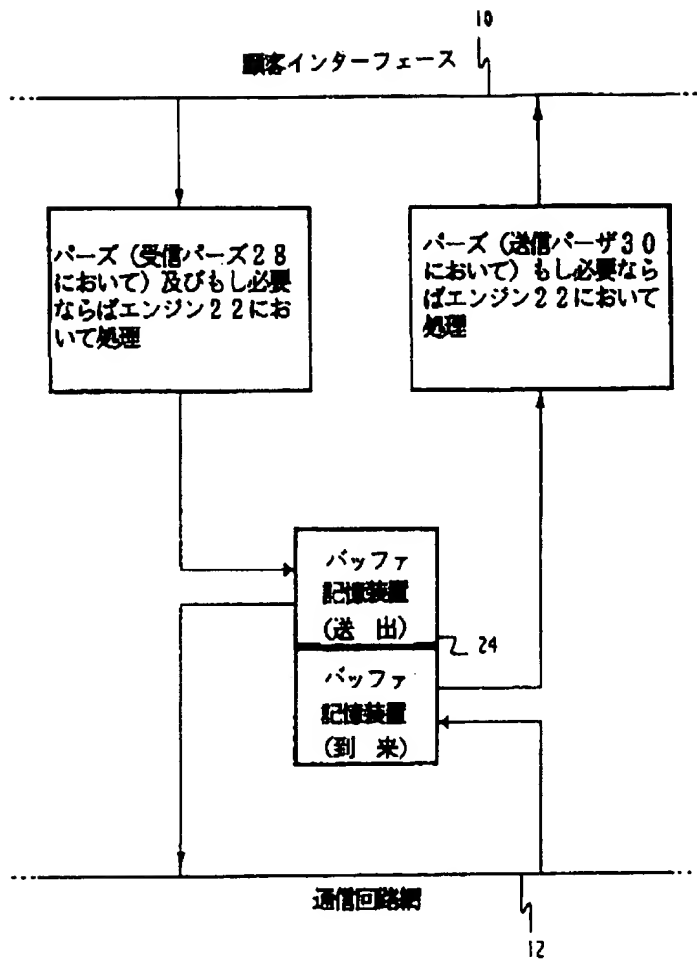 10
顧客インターフェース
パーズ（受信パーズ２８
において）及びもし必要
ならばエンジン２２にお
いて処理
パーズ（送信パーザ３０
において）もし必要なら
ばエンジン２２において
処理
バッファ
記憶装置
(送 出)
24
バッファ
記憶装置
(到 来)
通信回路網
12